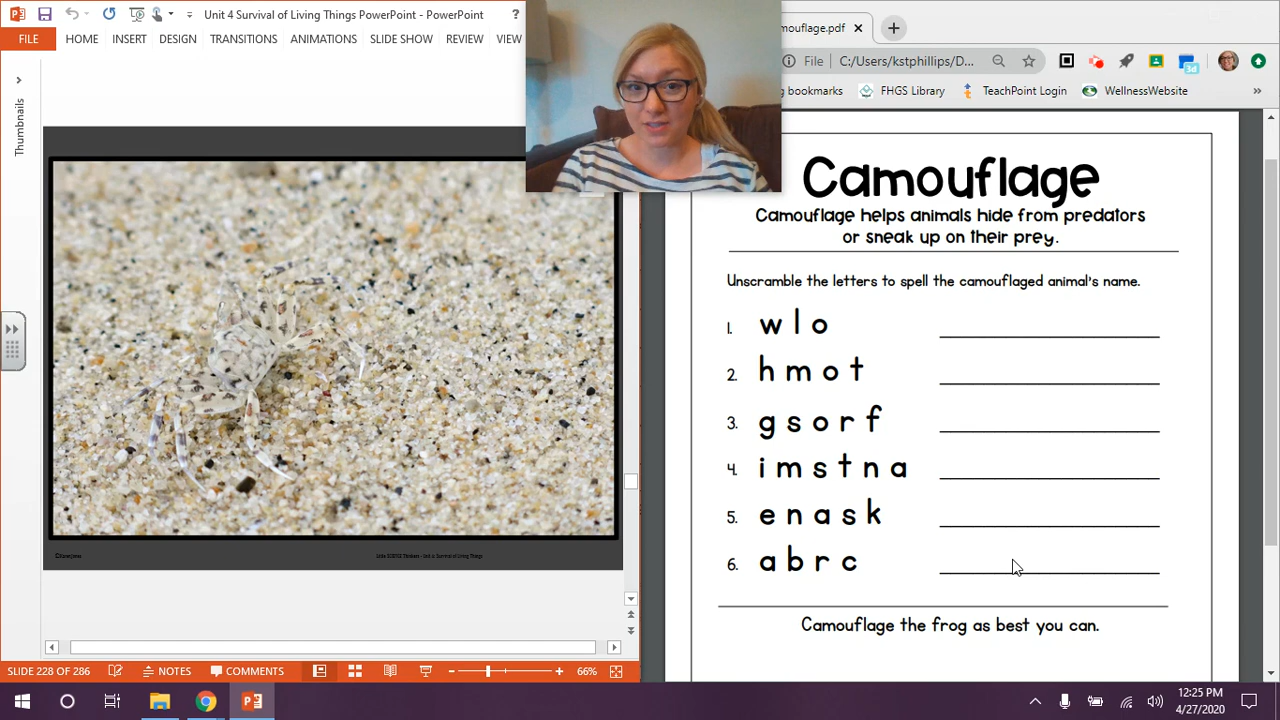 Unit 4 Survival of Living Things PowerPoint - PowerPoint
?
FILE HOME INSERT DESIGN TRANSITIONS ANIMATIONS SLIDE SHOW REVIEW VIEW
Thumbnails
SLIDE 228 OF 286 NOTES COMMENTS 66%
mouflage.pdf
File C:/Users/kstphillips/D... 3d
g bookmarks FHGS Library TeachPoint Login WellnessWebsite
Camouflage
Camouflage helps animals hide from predators
or sneak up on their prey.
Unscramble the letters to spell the camouflaged animal's name.
1. w l o
2. h m o t
3. g s o r f
4. i m s t n a
5. e n a s k
6. a b r c
Camouflage the frog as best you can.
12:25 PM
4/27/2020